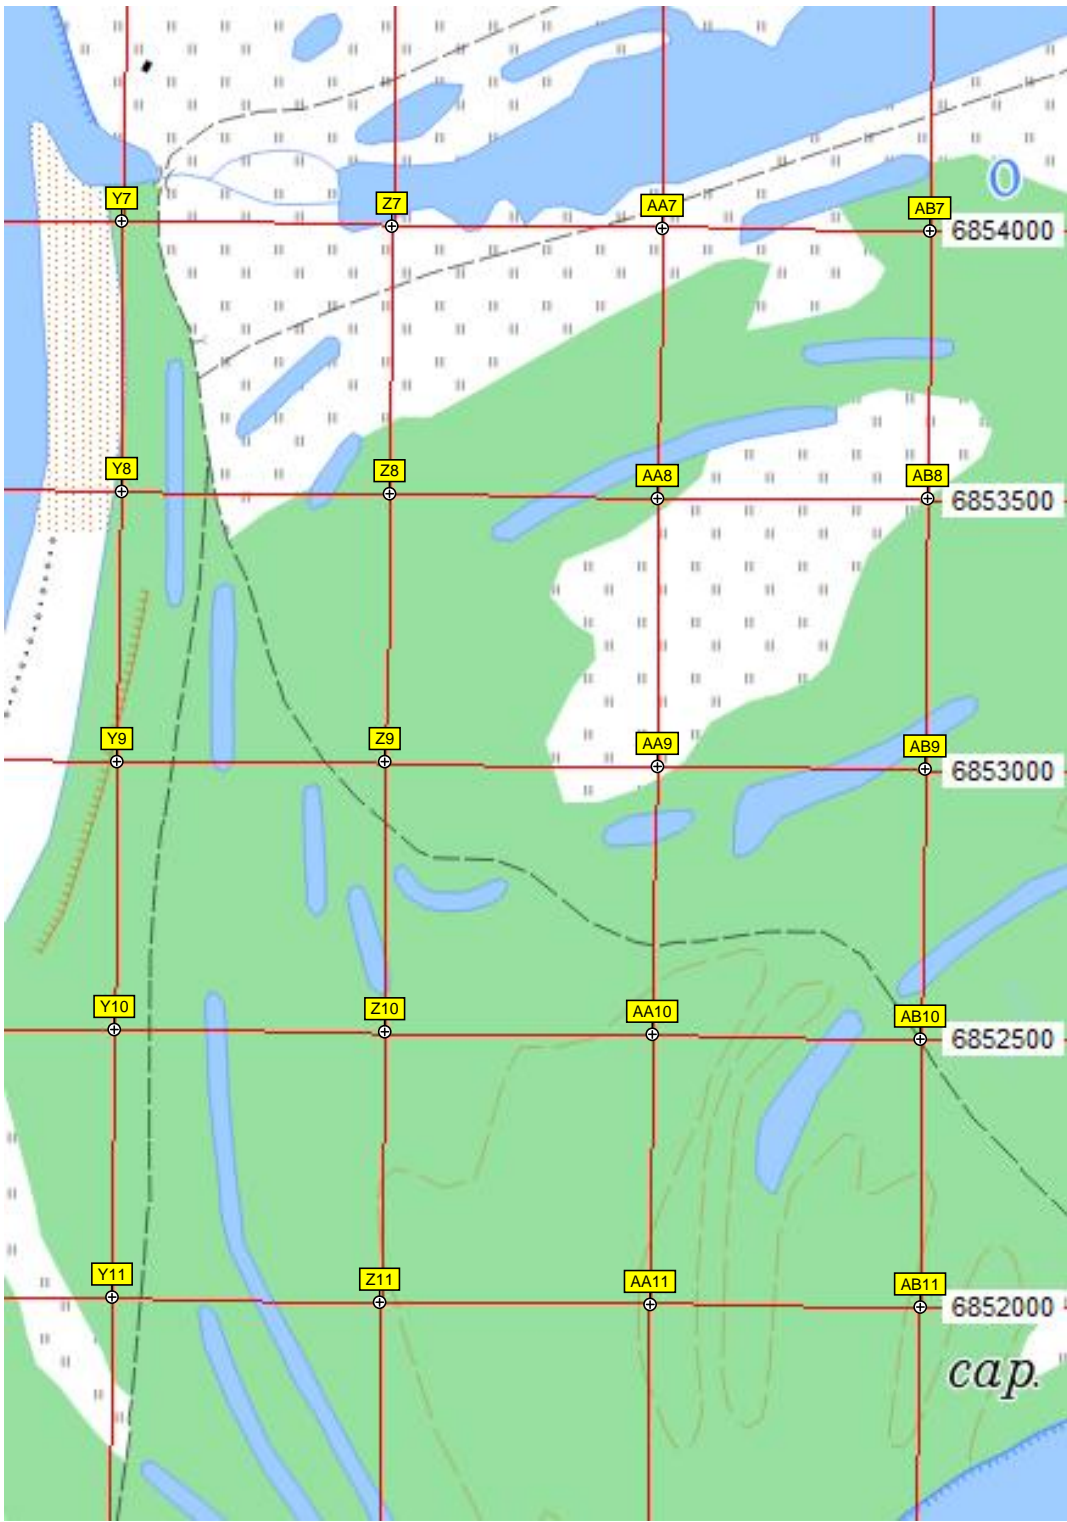 О
Y7
Z7
AA7
AB7
6854000
Y8
Z8
AA8
AB8
6853500
Y9
Z9
AA9
AB9
6853000
Y10
Z10
AA10
AB10
6852500
Y11
Z11
AA11
AB11
6852000
сар.